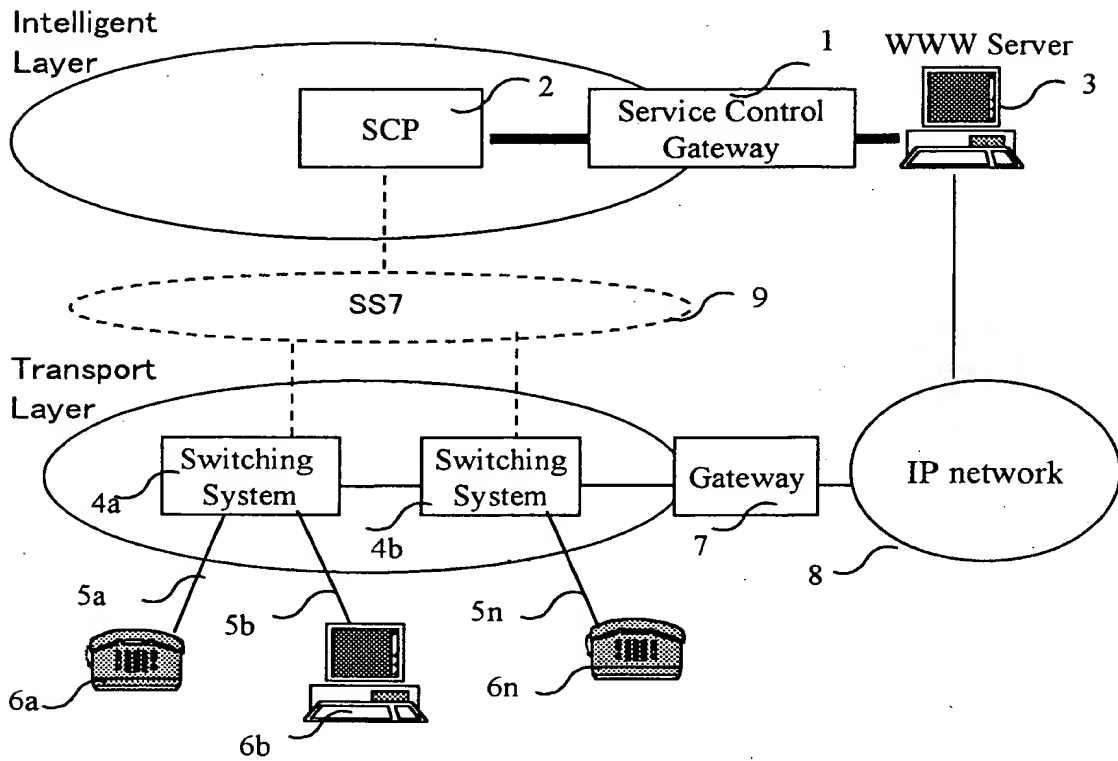 Intelligent
Layer
1
WWW Server
2
3
SCP
Service Control
Gateway
SS7
9
Transport
Layer
Switching
System
Switching
System
Gateway
IP network
4a
4b
7
8
5a
5b
5n
6a
6b
6n